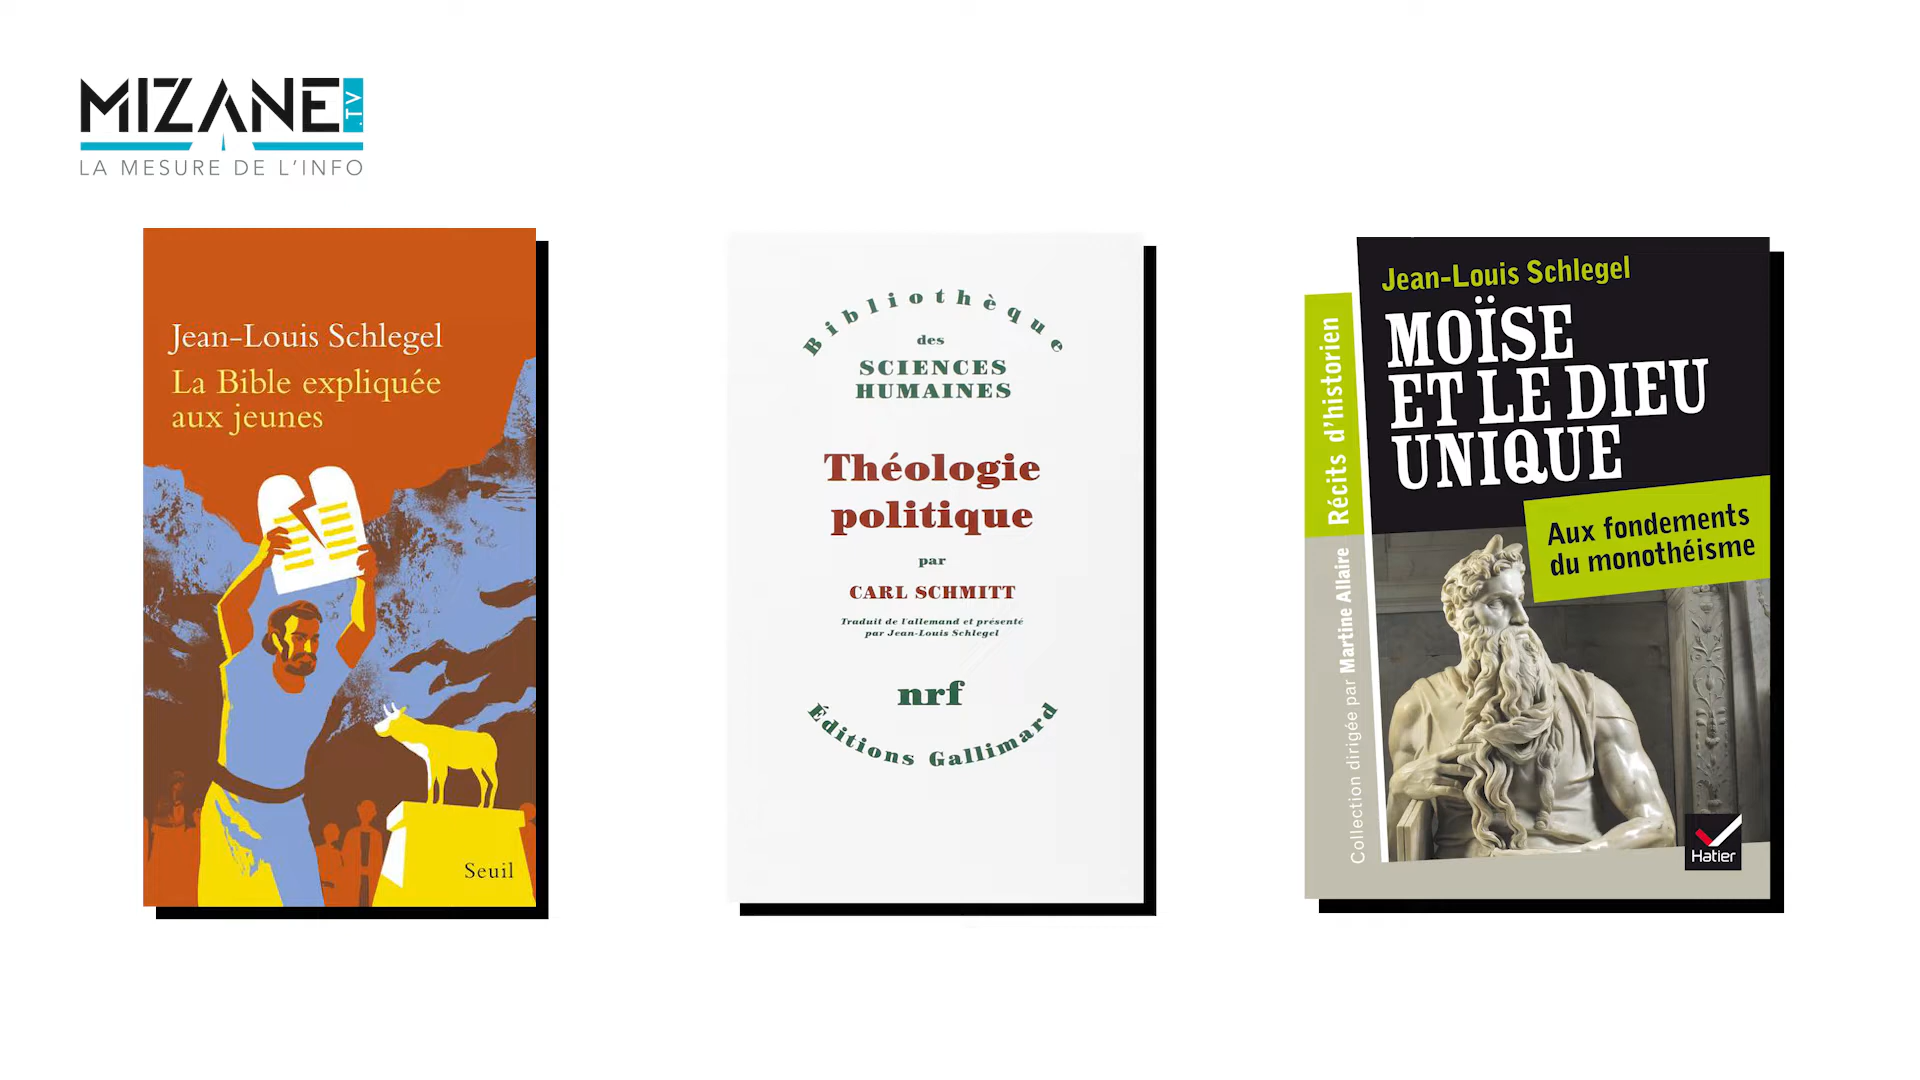 MIZANE.TV
LA MESURE DE L'INFO
Jean-Louis Schlegel
La Bible expliquée
aux jeunes
Seuil
Bibliothèque
des
SCIENCES
HUMAINES
Théologie
politique
par
CARL SCHMITT
Traduit de l'allemand et présenté
par Jean-Louis Schlegel
nrf
Éditions Gallimard
Jean-Louis Schlegel
MOÏSE
ET LE DIEU
UNIQUE
Aux fondements
du monothéisme
Récits d'historien
Collection dirigée par Martine Allaire
Hatier